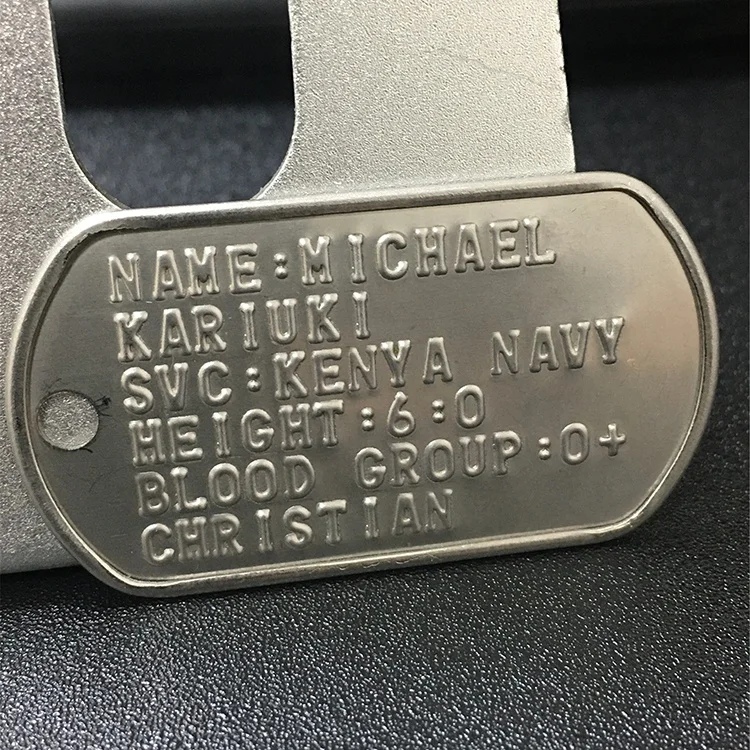 NAME:MICHAEL
KARIUKI
SVC:KENYA NAVY
HEIGHT:6:0
BLOOD GROUP:O+
CHRISTIAN